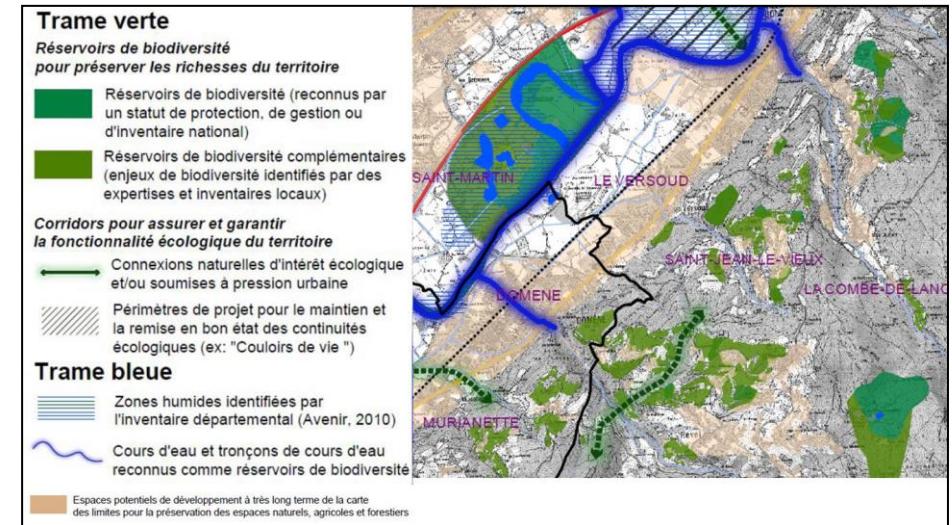 Trame verte
Réservoirs de biodiversité
pour préserver les richesses du territoire
Réservoirs de biodiversité (reconnus par
un statut de protection, de gestion ou
d'inventaire national)
Réservoirs de biodiversité complémentaires
(enjeux de biodiversité identifiés par des
expertises et inventaires locaux)
Corridors pour assurer et garantir
la fonctionnalité écologique du territoire
Connexions naturelles d'intérêt écologique
et/ou soumises à pression urbaine
Périmètres de projet pour le maintien et
la remise en bon état des continuités
écologiques (ex: "Couloirs de vie ")
Trame bleue
Zones humides identifiées par
l'inventaire départemental (Avenir, 2010)
Cours d'eau et tronçons de cours d'eau
reconnus comme réservoirs de biodiversité
Espaces potentiels de développement à très long terme de la carte
des limites pour la préservation des espaces naturels, agricoles et forestiers
SAINT-MARTIN
LE VERSOUD
SAINT-JEAN-LE-VIEUX
LA COMBE-DE-LANC
DOMENE
MURIANETTE